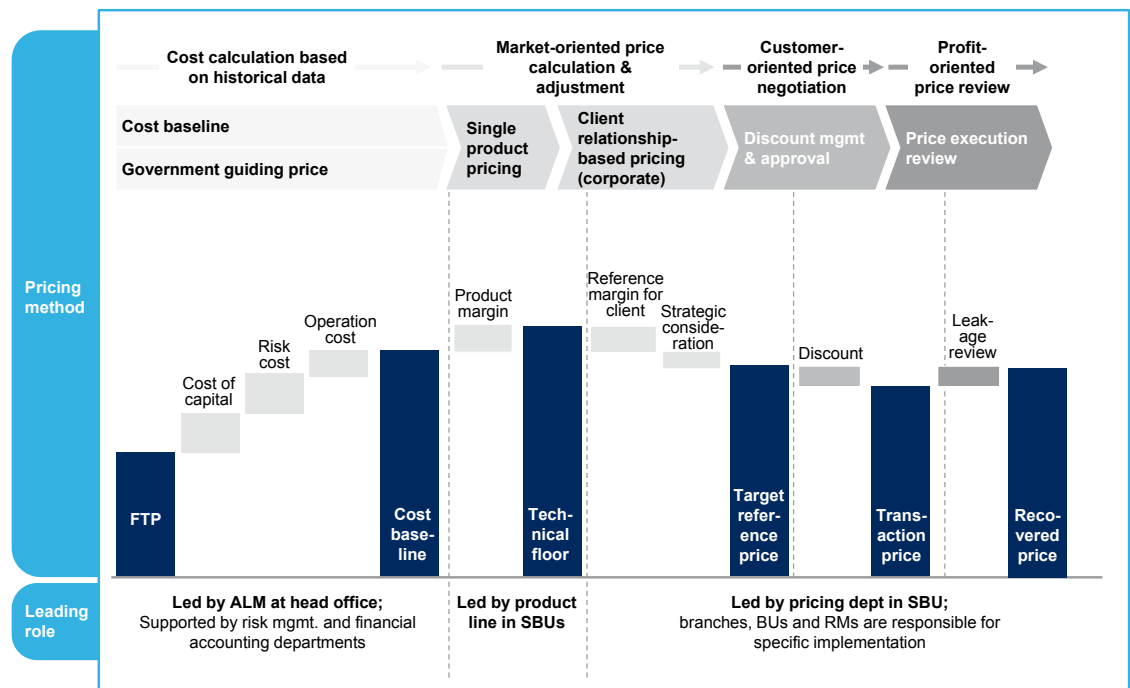 Cost calculation based
on historical data
Market-oriented price
calculation &
adjustment
Customer-
oriented price
negotiation
Profit-
oriented
price review
Cost baseline
Government guiding price
Single
product
pricing
Client
relationship-
based pricing
(corporate)
Discount mgmt
& approval
Price execution
review
Pricing
method
FTP
Cost of
capital
Risk
cost
Operation
cost
Cost
base-
line
Product
margin
Tech-
nical
floor
Reference
margin for
client
Strategic
conside-
ration
Target
refer-
ence
price
Discount
Trans-
action
price
Leak-
age
review
Reco-
vered
price
Leading
role
Led by ALM at head office;
Supported by risk mgmt. and financial
accounting departments
Led by product
line in SBUs
Led by pricing dept in SBU;
branches, BUs and RMs are responsible for
specific implementation